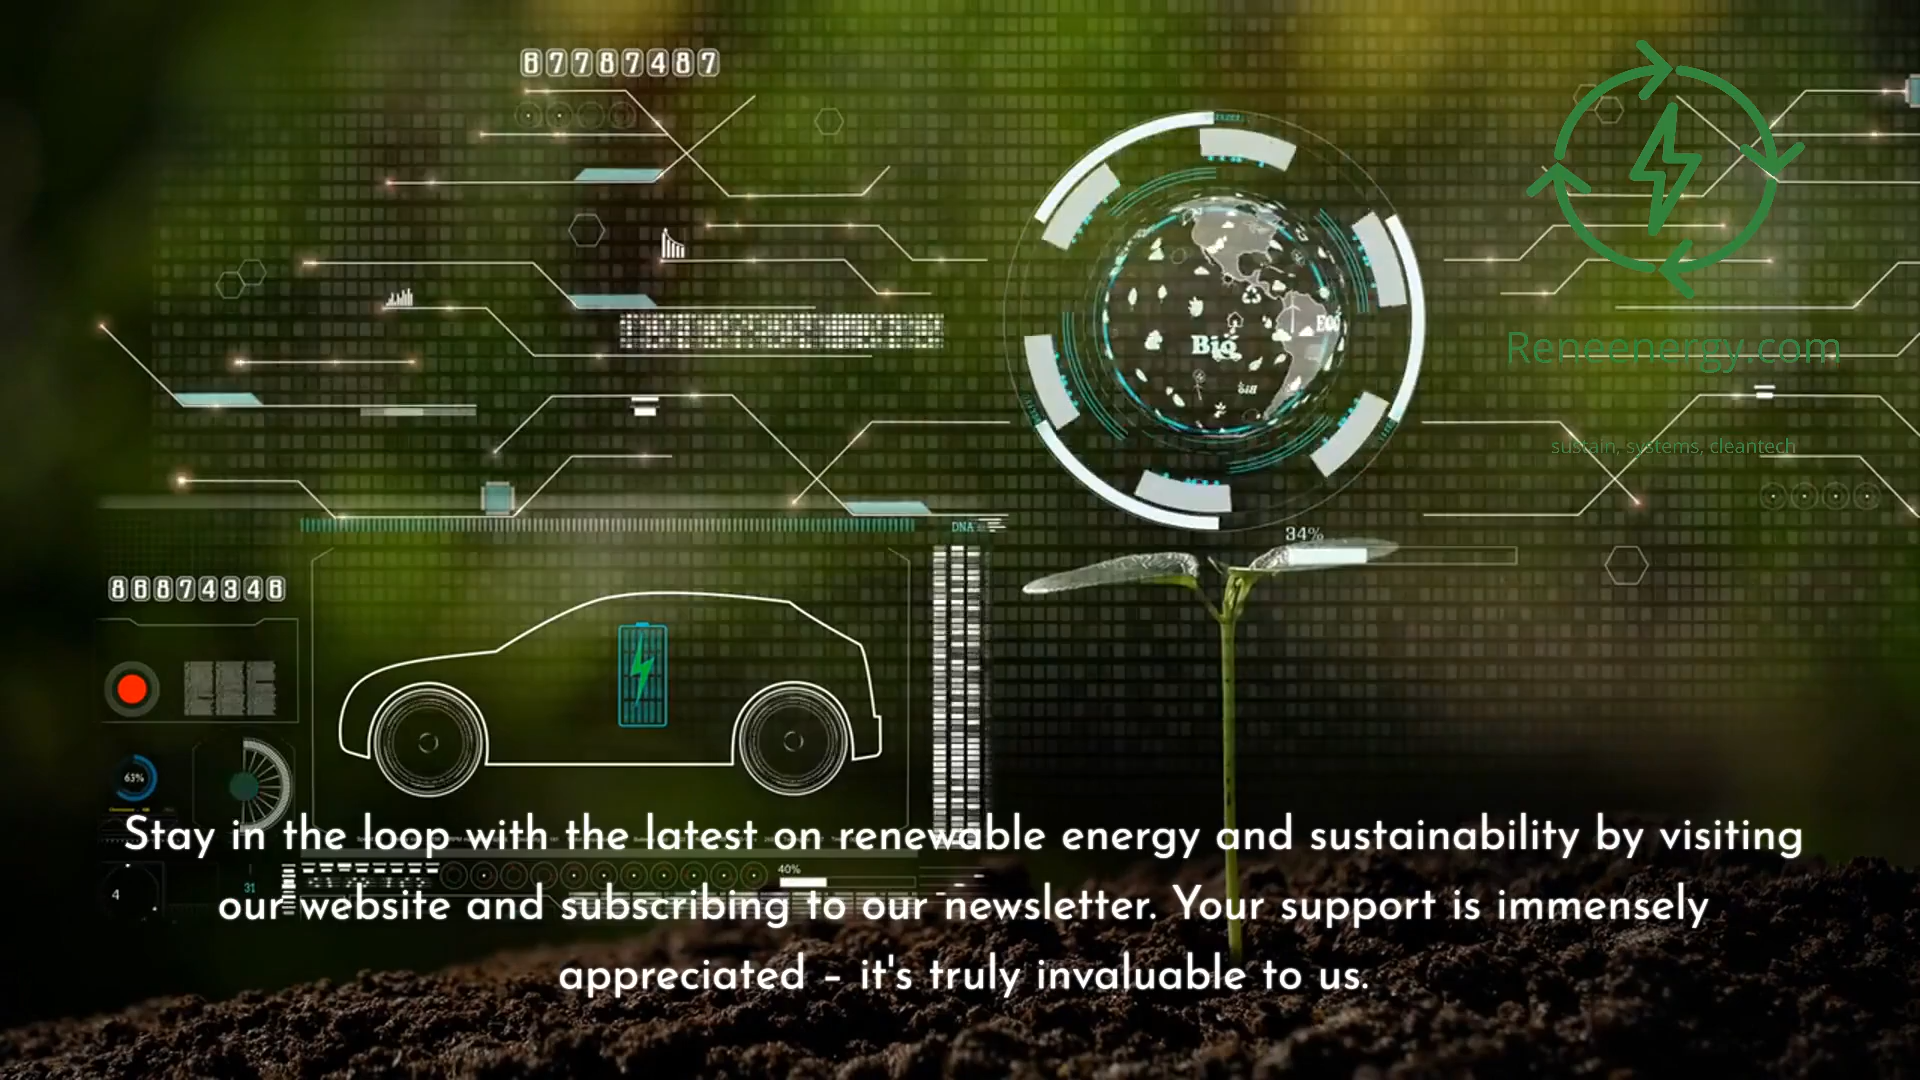 67787487
Big
ECO
Reneenergy.com
sustain, systems, cleantech
DNA
34%
88874346
63%
Stay in the loop with the latest on renewable energy and sustainability by visiting
40%
4
31
our website and subscribing to our newsletter. Your support is immensely
appreciated – it's truly invaluable to us.